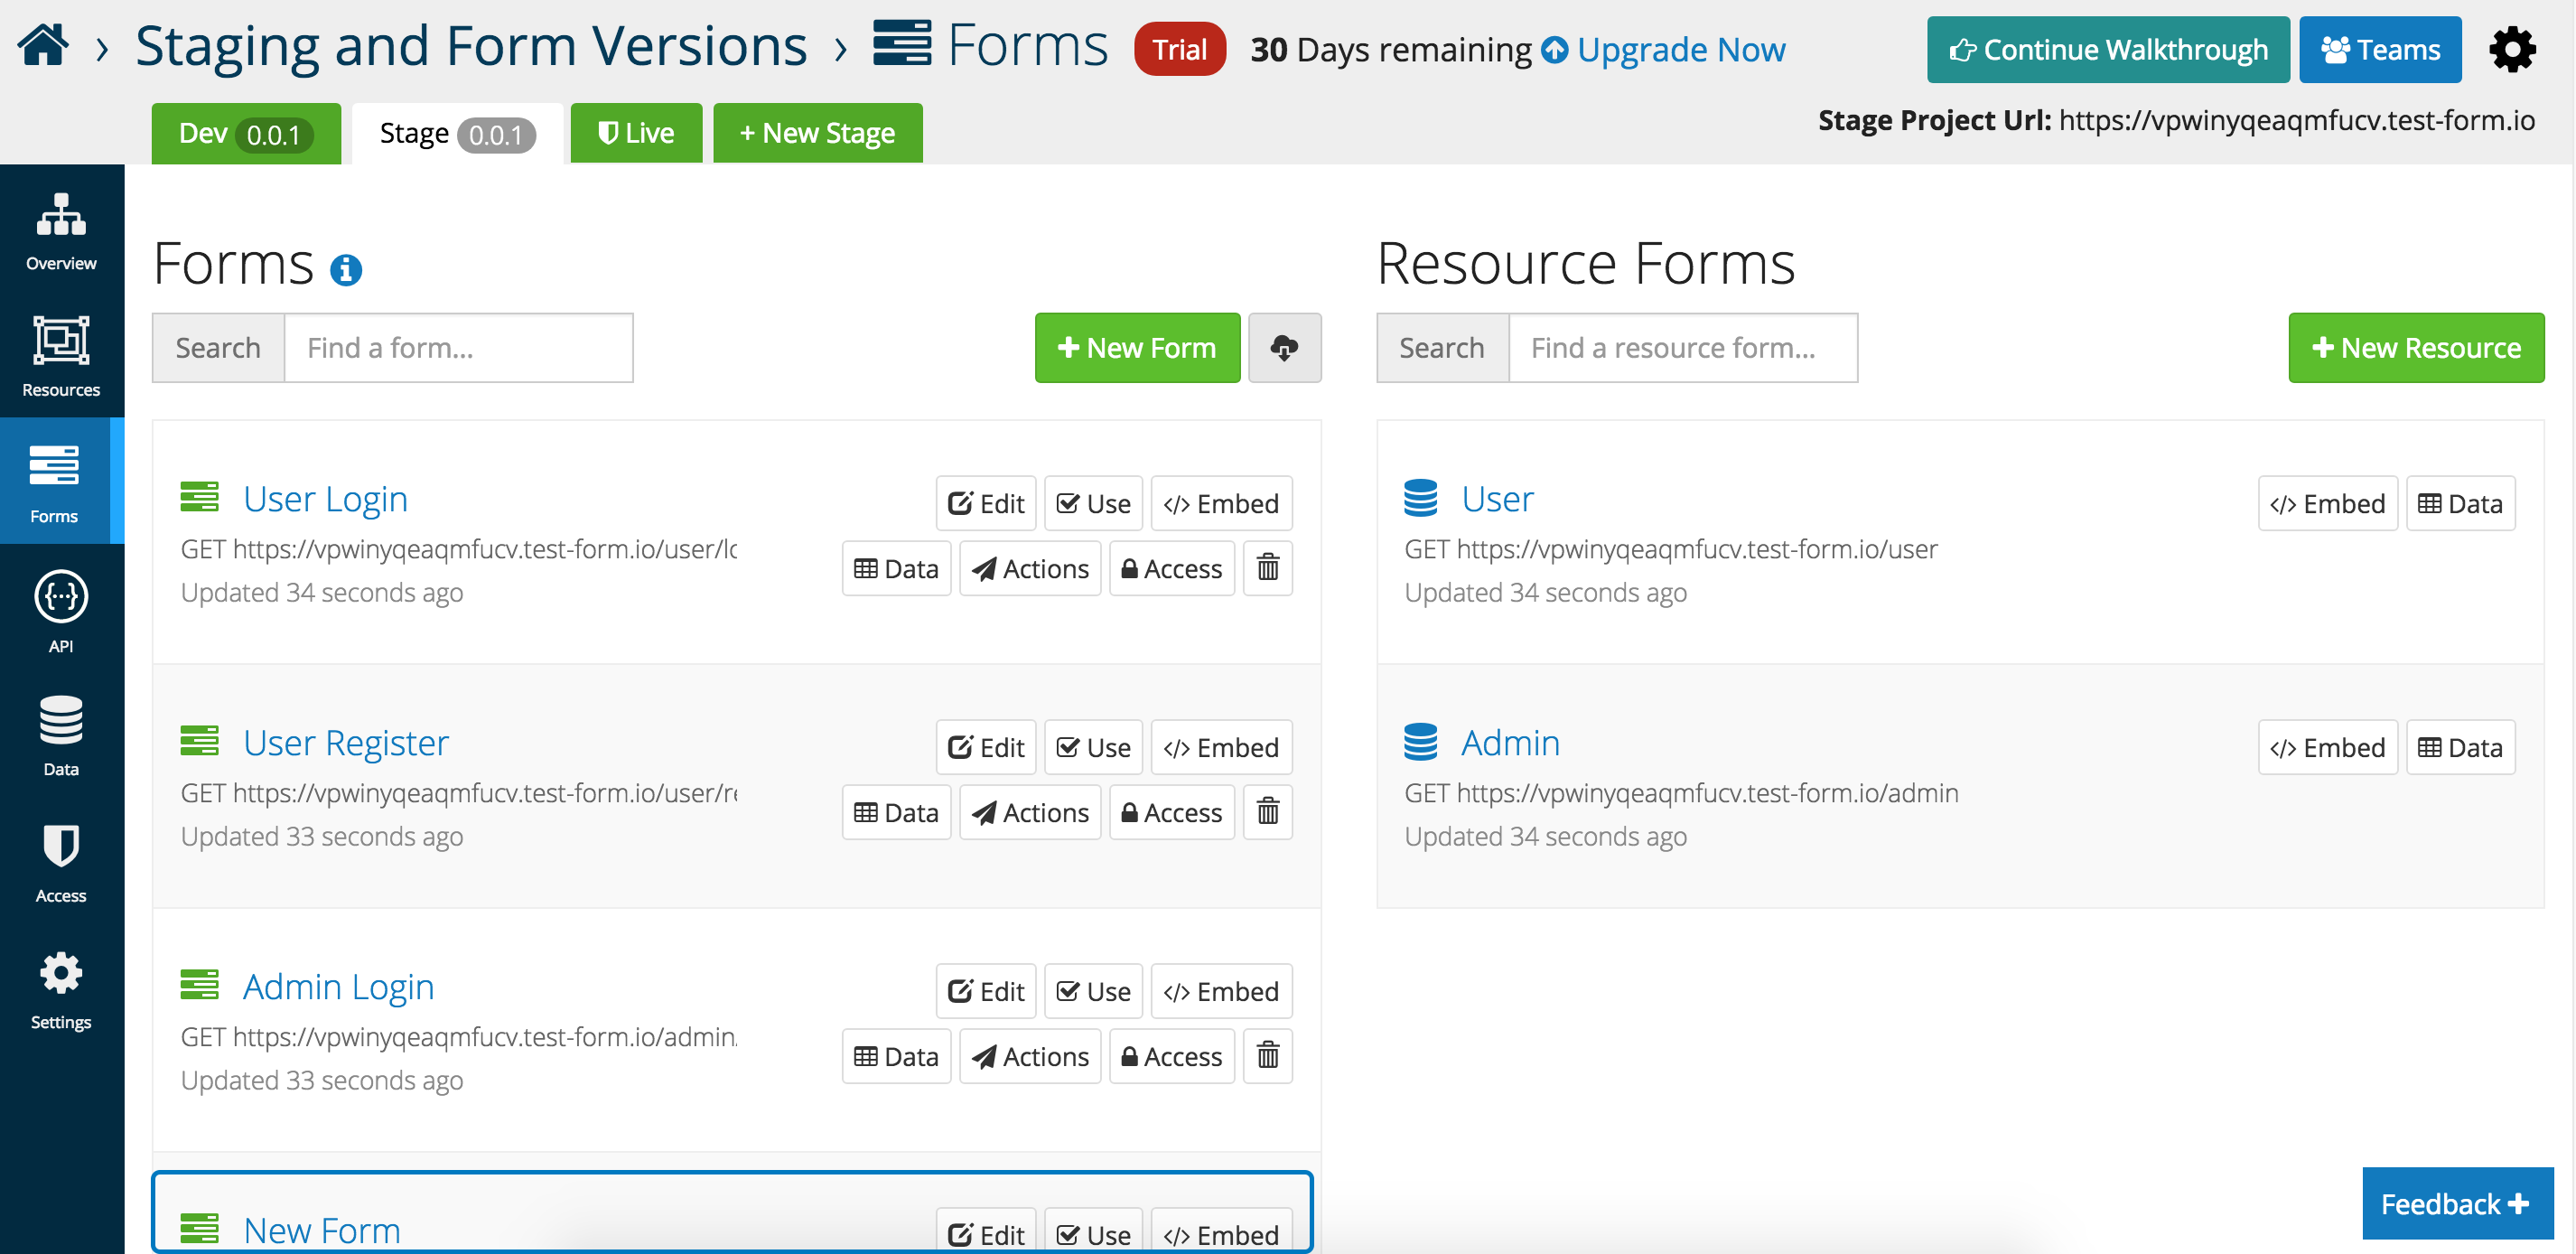 › Staging and Form Versions › Forms Trial 30 Days remaining Upgrade Now Continue Walkthrough Teams
Dev 0.0.1 Stage 0.0.1 Live + New Stage
Stage Project Url: https://vpwinyqeaqmfucv.test-form.io
Overview
Resources
Forms
API
Data
Access
Settings
Forms
Search Find a form... + New Form
User Login
GET https://vpwinyqeaqmfucv.test-form.io/user/lo
Updated 34 seconds ago
Edit Use </> Embed
Data Actions Access
User Register
GET https://vpwinyqeaqmfucv.test-form.io/user/re
Updated 33 seconds ago
Edit Use </> Embed
Data Actions Access
Admin Login
GET https://vpwinyqeaqmfucv.test-form.io/admin/
Updated 33 seconds ago
Edit Use </> Embed
Data Actions Access
New Form
Edit Use </> Embed
Resource Forms
Search Find a resource form... + New Resource
User
GET https://vpwinyqeaqmfucv.test-form.io/user
Updated 34 seconds ago
</> Embed Data
Admin
GET https://vpwinyqeaqmfucv.test-form.io/admin
Updated 34 seconds ago
</> Embed Data
Feedback +